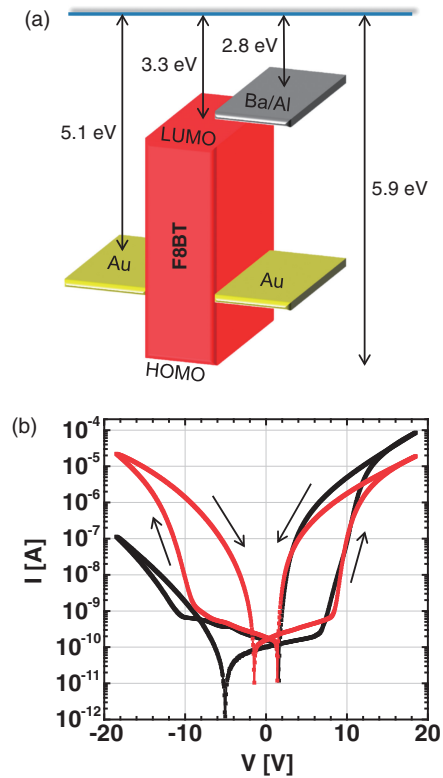 (a)
2.8 eV
3.3 eV
Ba/Al
5.1 eV
LUMO
5.9 eV
F8BT
Au
Au
HOMO
(b)
10⁻⁴
10⁻⁵
10⁻⁶
10⁻⁷
10⁻⁸
10⁻⁹
10⁻¹⁰
10⁻¹¹
10⁻¹²
I [A]
-20 -10 0 10 20
V [V]